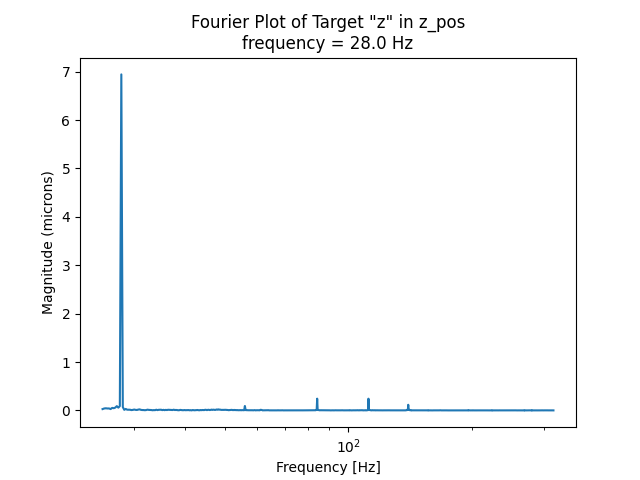 Fourier Plot of Target "z" in z_pos
frequency = 28.0 Hz
7
6
5
4
3
2
1
0
Magnitude (microns)
10²
Frequency [Hz]